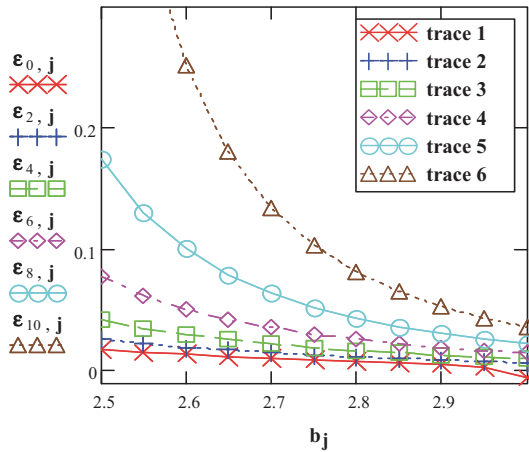 ε0 , j
ε2 , j
ε4 , j
ε6 , j
ε8 , j
ε10 , j
0.2
0.1
0
2.5 2.6 2.7 2.8 2.9
bj
trace 1
trace 2
trace 3
trace 4
trace 5
trace 6